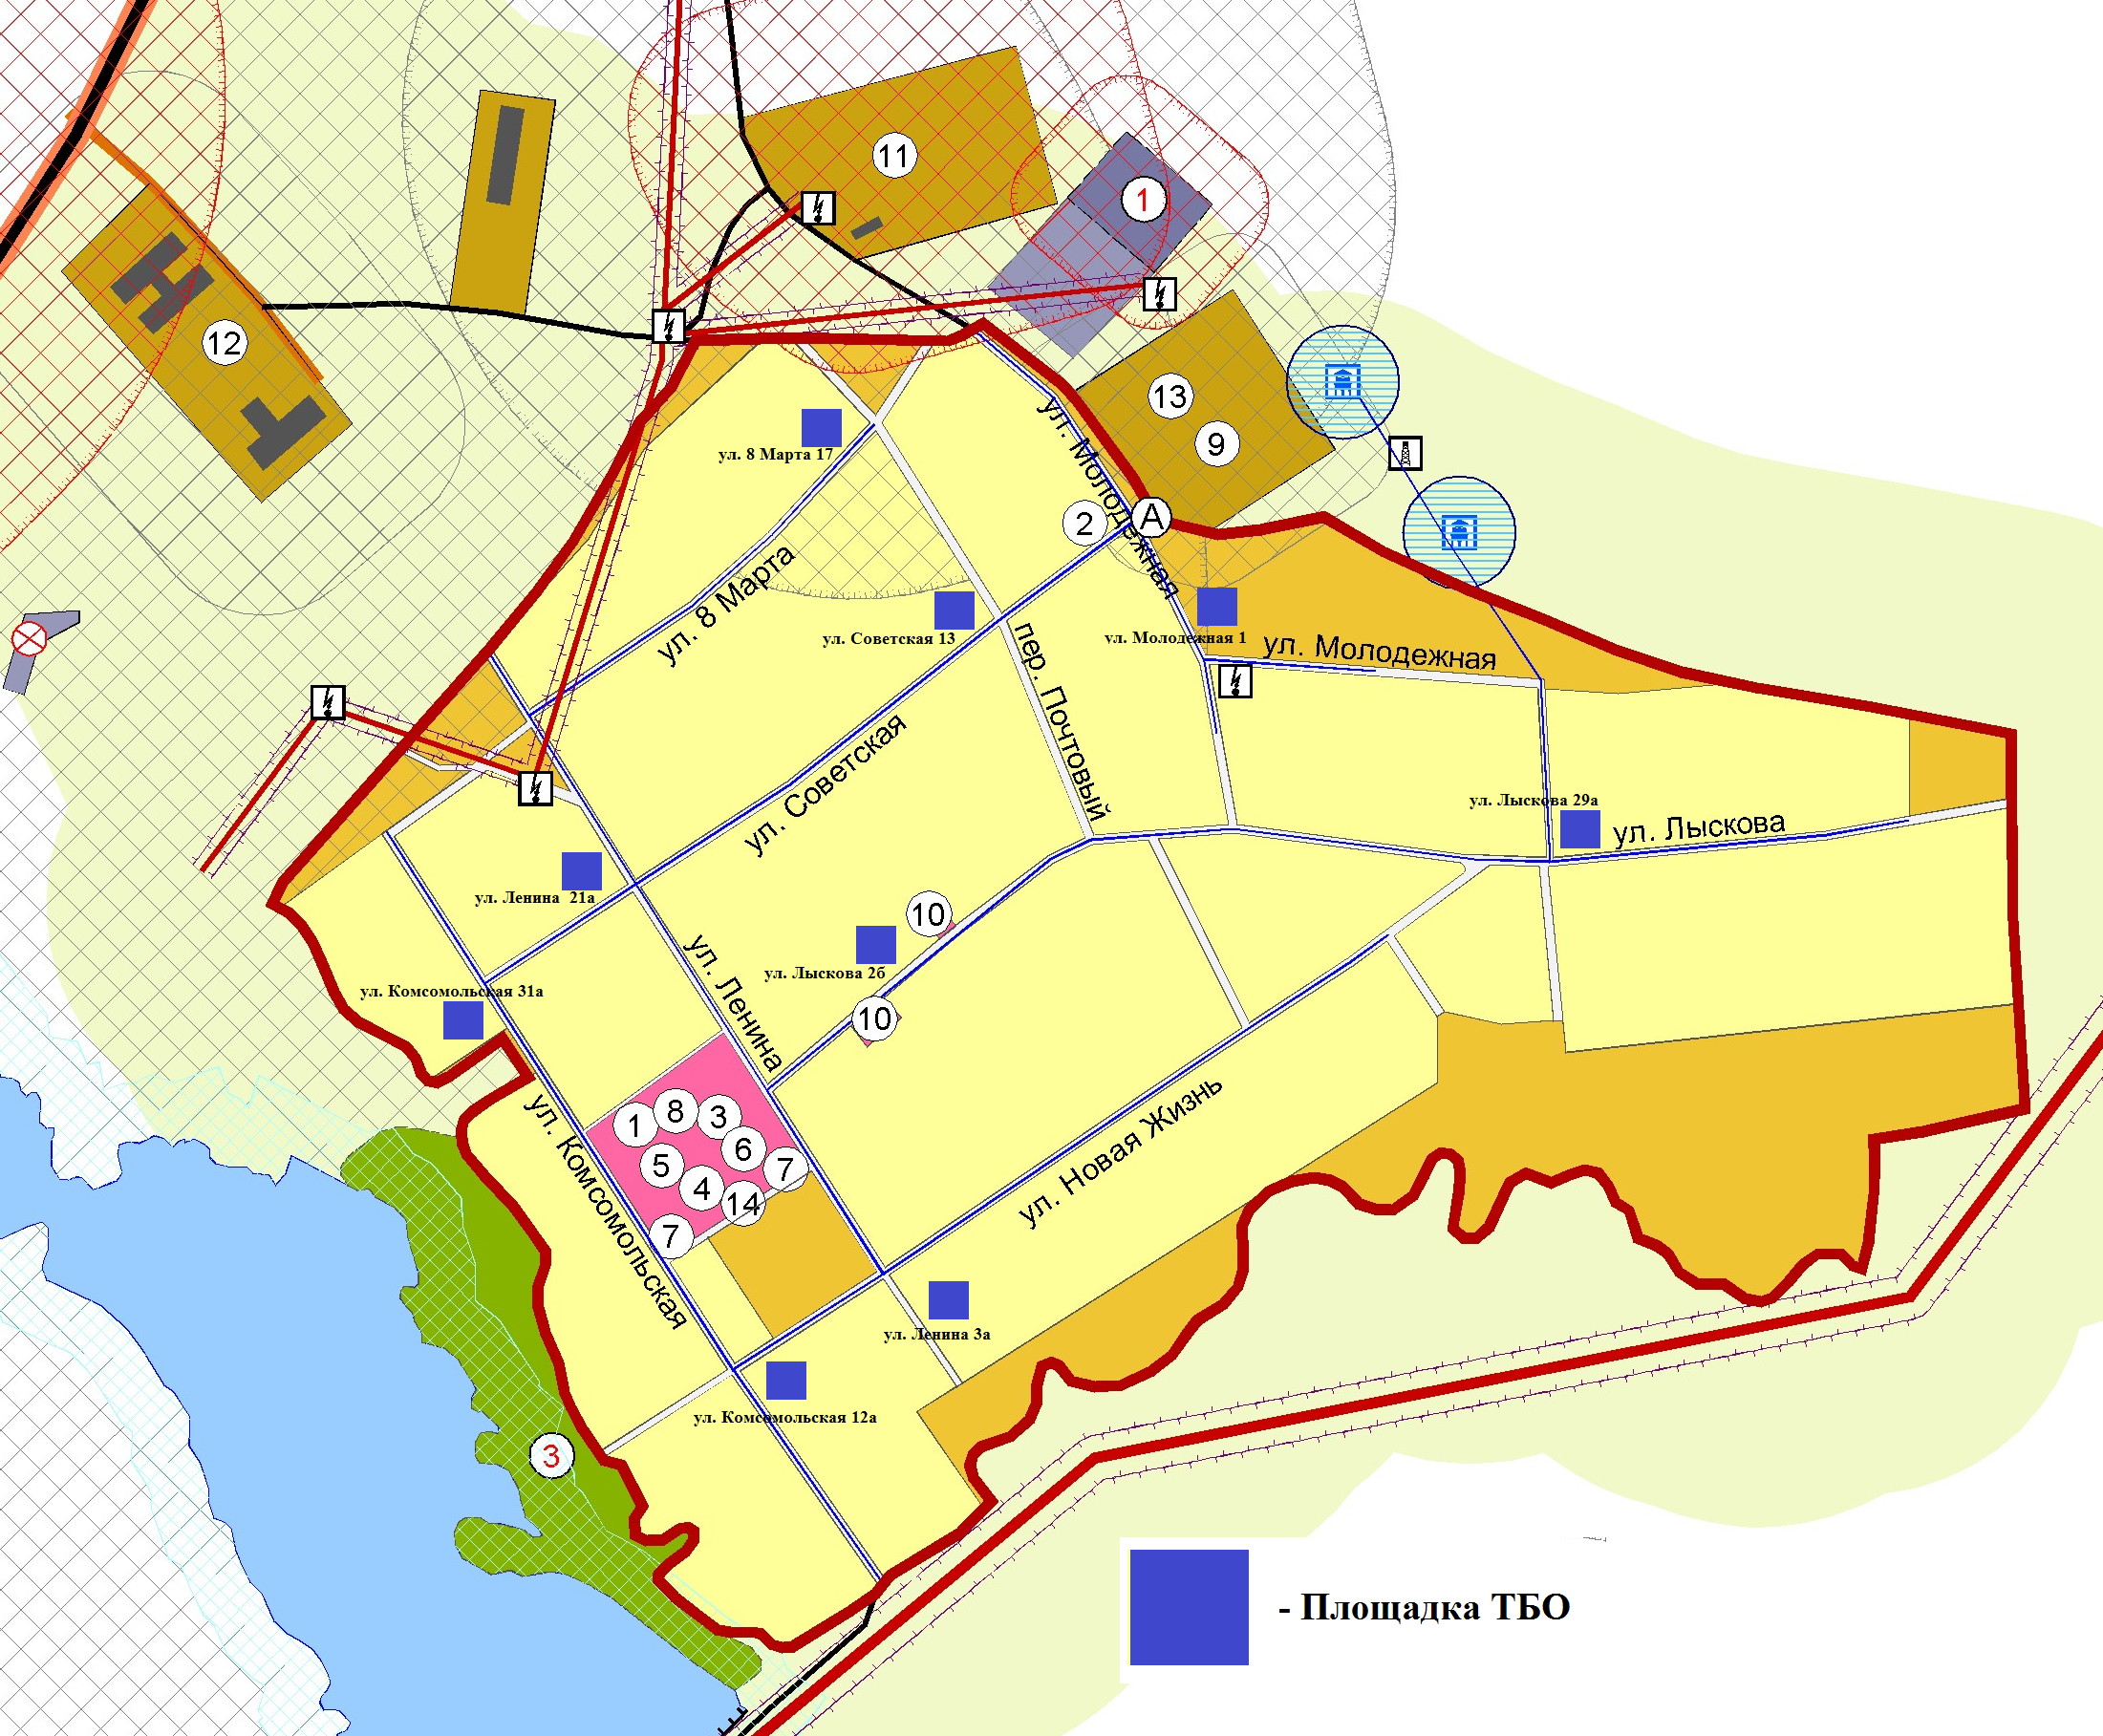 11
1
12
13
9
ул. Молодежная
ул. 8 Марта 17
2
А
ул. 8 Марта
ул. Советская 13
ул. Молодежная 1
ул. Молодежная
пер. Почтовый
ул. Советская
ул. Лыскова 29а
ул. Лыскова
ул. Ленина 21а
10
ул. Лыскова 2б
ул. Ленина
ул. Комсомольская 31а
10
1
8
3
6
5
7
4
14
7
ул. Комсомольская
ул. Новая Жизнь
ул. Ленина 3а
ул. Комсомольская 12а
3
- Площадка ТБО